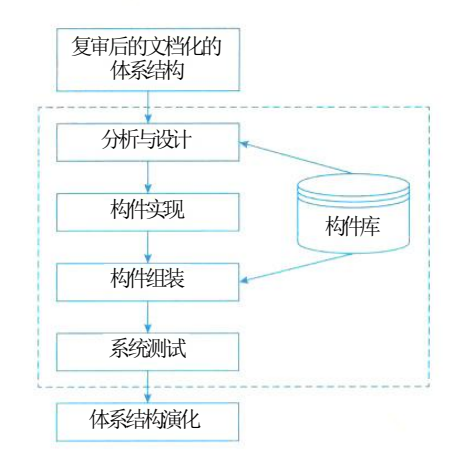 复审后的文档化的
体系结构
分析与设计
构件实现
构件库
构件组装
系统测试
体系结构演化